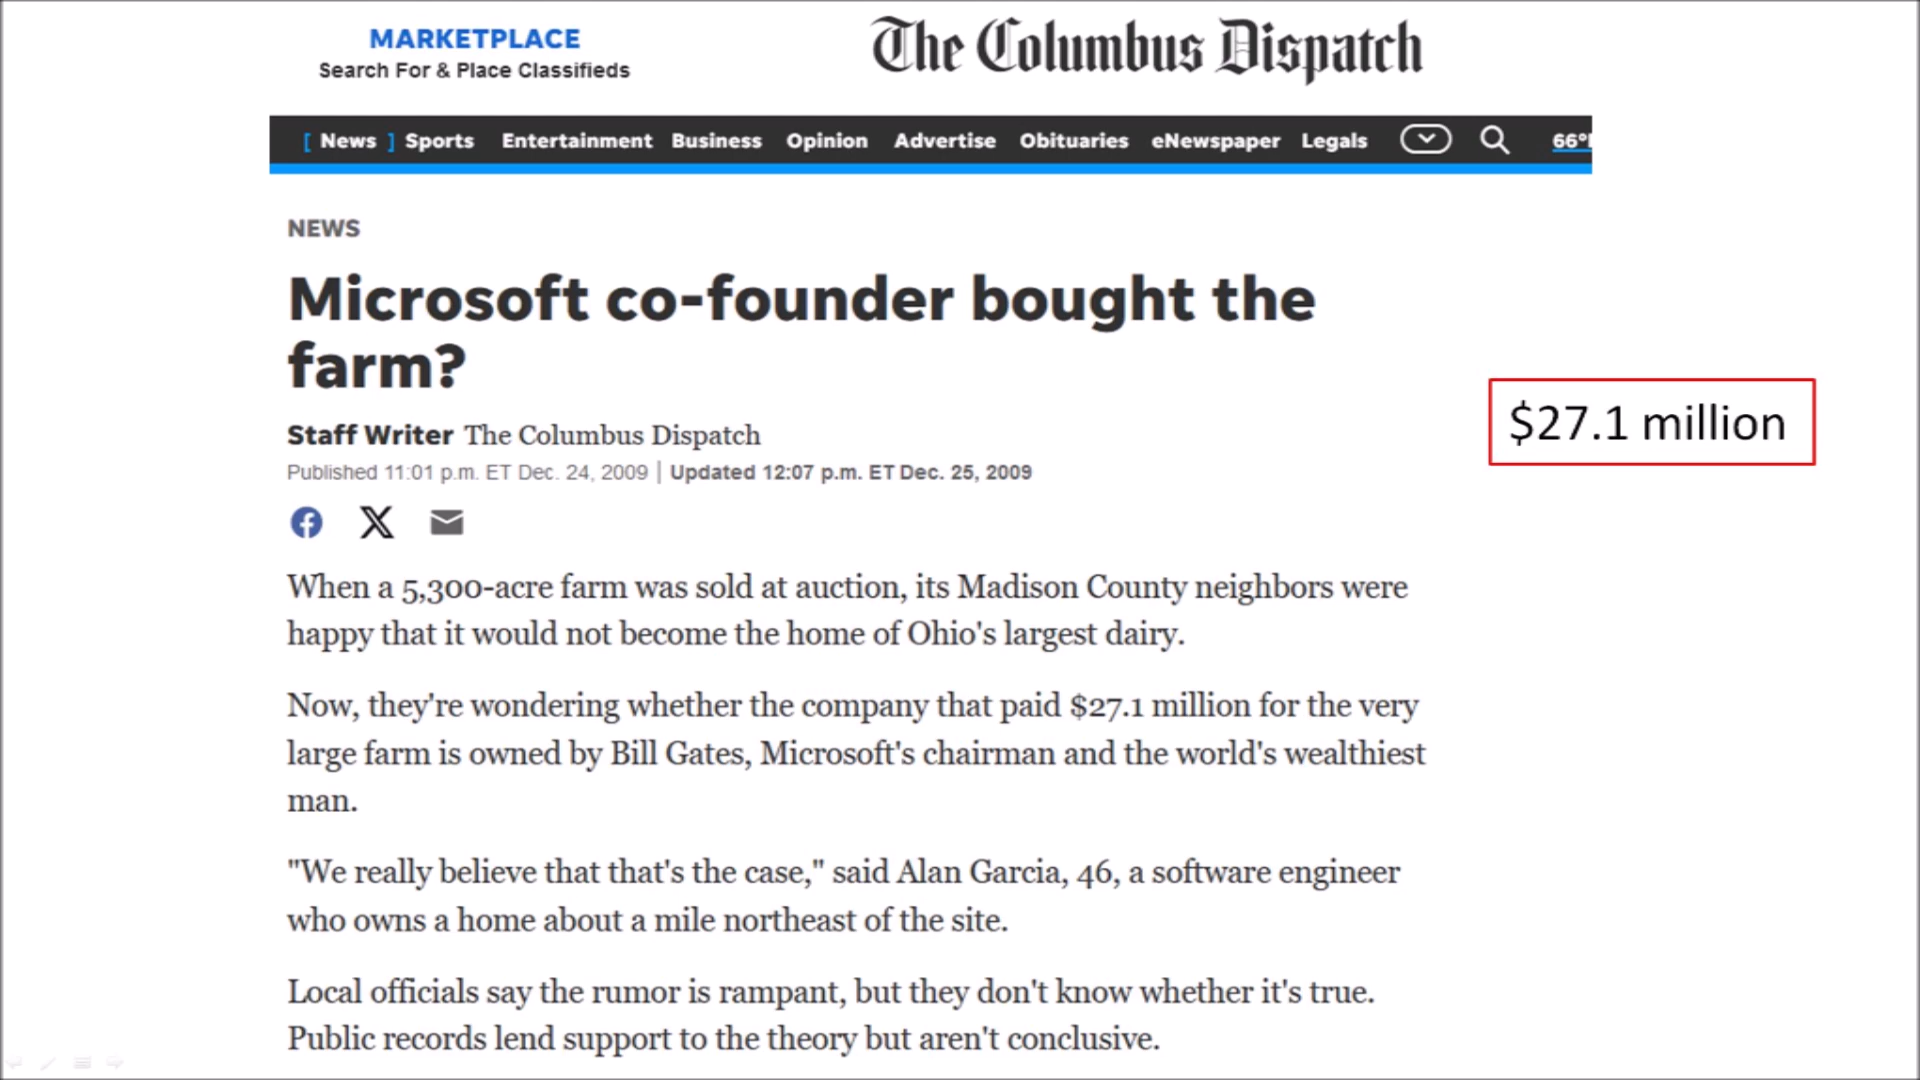 MARKETPLACE
Search For & Place Classifieds
The Columbus Dispatch
[ News ] Sports Entertainment Business Opinion Advertise Obituaries eNewspaper Legals 66°
NEWS
Microsoft co-founder bought the
farm?
Staff Writer The Columbus Dispatch
Published 11:01 p.m. ET Dec. 24, 2009 | Updated 12:07 p.m. ET Dec. 25, 2009
$27.1 million
When a 5,300-acre farm was sold at auction, its Madison County neighbors were
happy that it would not become the home of Ohio's largest dairy.
Now, they're wondering whether the company that paid $27.1 million for the very
large farm is owned by Bill Gates, Microsoft's chairman and the world's wealthiest
man.
"We really believe that that's the case," said Alan Garcia, 46, a software engineer
who owns a home about a mile northeast of the site.
Local officials say the rumor is rampant, but they don't know whether it's true.
Public records lend support to the theory but aren't conclusive.